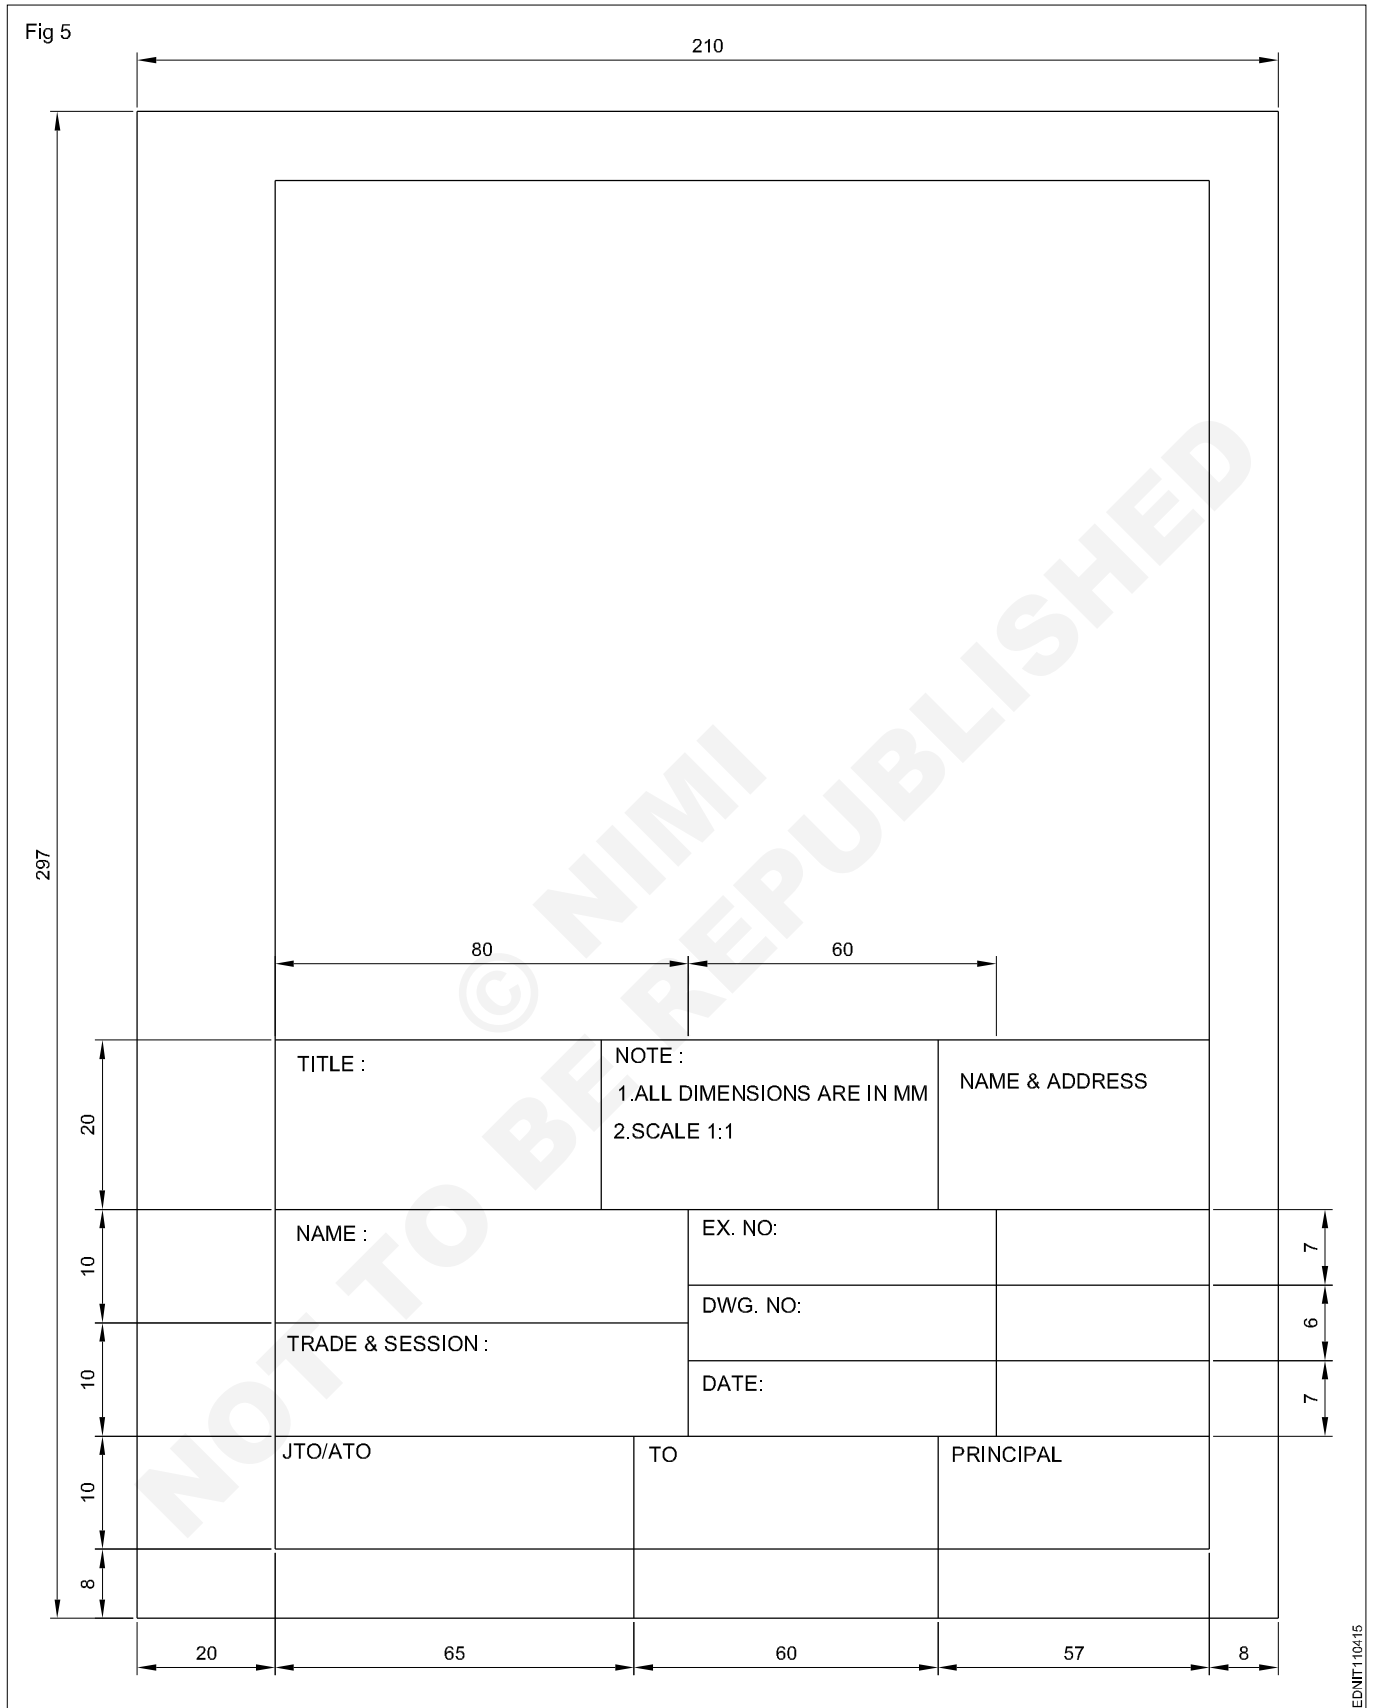 Fig 5
210
297
80
60
TITLE :
NOTE :
1.ALL DIMENSIONS ARE IN MM
2.SCALE 1:1
NAME & ADDRESS
20
NAME :
EX. NO:
7
10
DWG. NO:
6
TRADE & SESSION :
10
DATE:
7
JTO/ATO
TO
PRINCIPAL
10
8
20
65
60
57
8
EDNIT110415
© NIMI
NOT TO BE REPUBLISHED